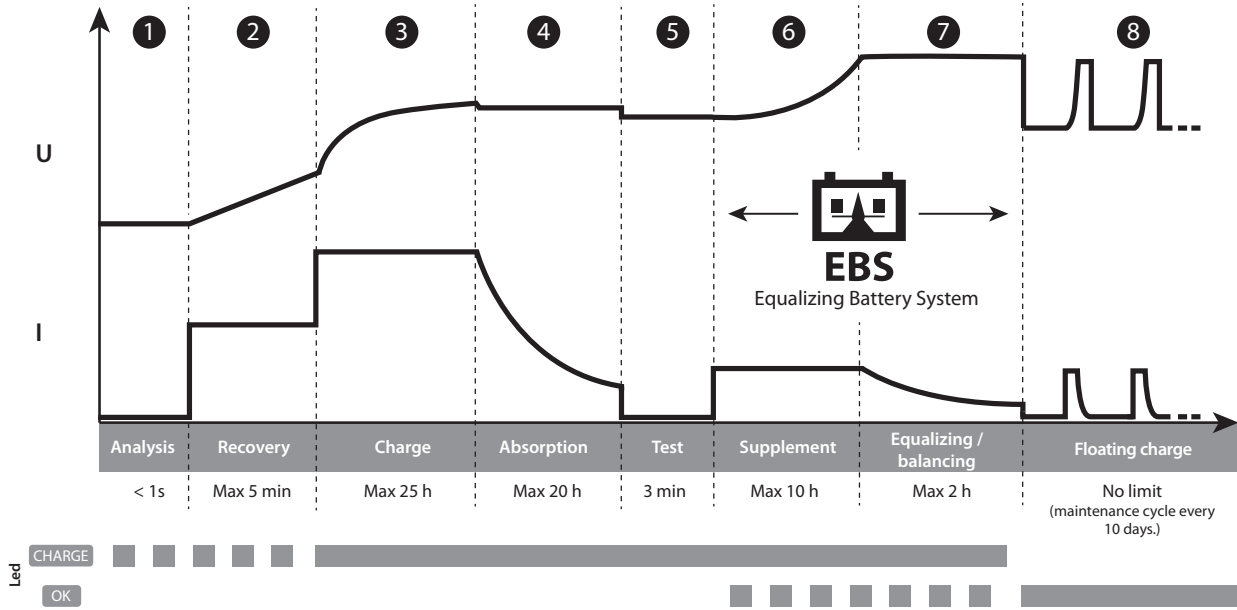 1 2 3 4 5 6 7 8
U
EBS
Equalizing Battery System
I
Analysis Recovery Charge Absorption Test Supplement Equalizing / Floating charge
balancing
< 1s Max 5 min Max 25 h Max 20 h 3 min Max 10 h Max 2 h No limit
(maintenance cycle every
10 days.)
Led
CHARGE
OK